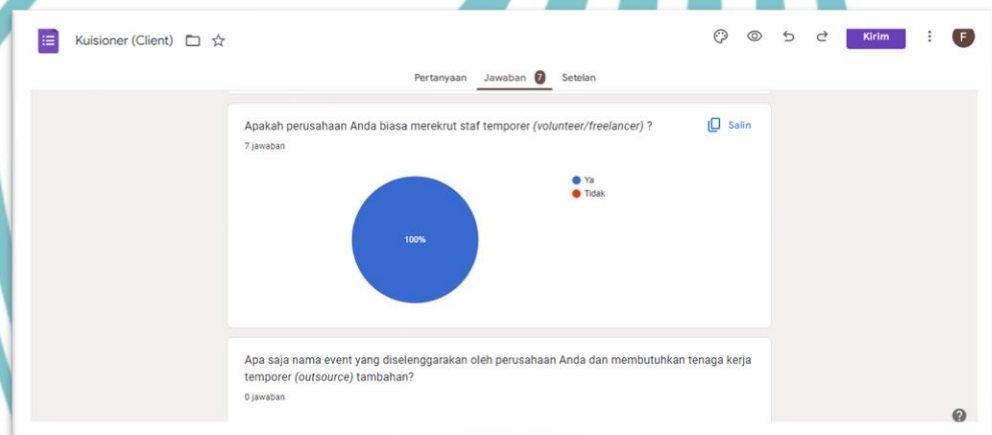 Kuisioner (Client)
Kirim
F
Pertanyaan Jawaban 7 Setelan
Apakah perusahaan Anda biasa merekrut staf temporer (volunteer/freelancer) ?
Salin
7 jawaban
Ya
Tidak
100%
Apa saja nama event yang diselenggarakan oleh perusahaan Anda dan membutuhkan tenaga kerja
temporer (outsource) tambahan?
0 jawaban